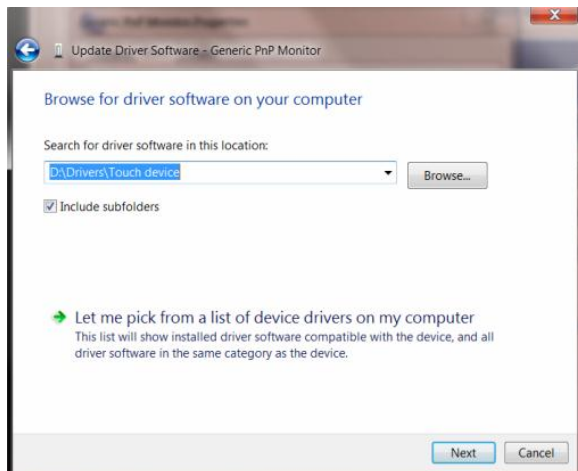 Update Driver Software - Generic PnP Monitor
Browse for driver software on your computer
Search for driver software in this location:
D:\Drivers\Touch device
Browse...
Include subfolders
Let me pick from a list of device drivers on my computer
This list will show installed driver software compatible with the device, and all
driver software in the same category as the device.
Next
Cancel